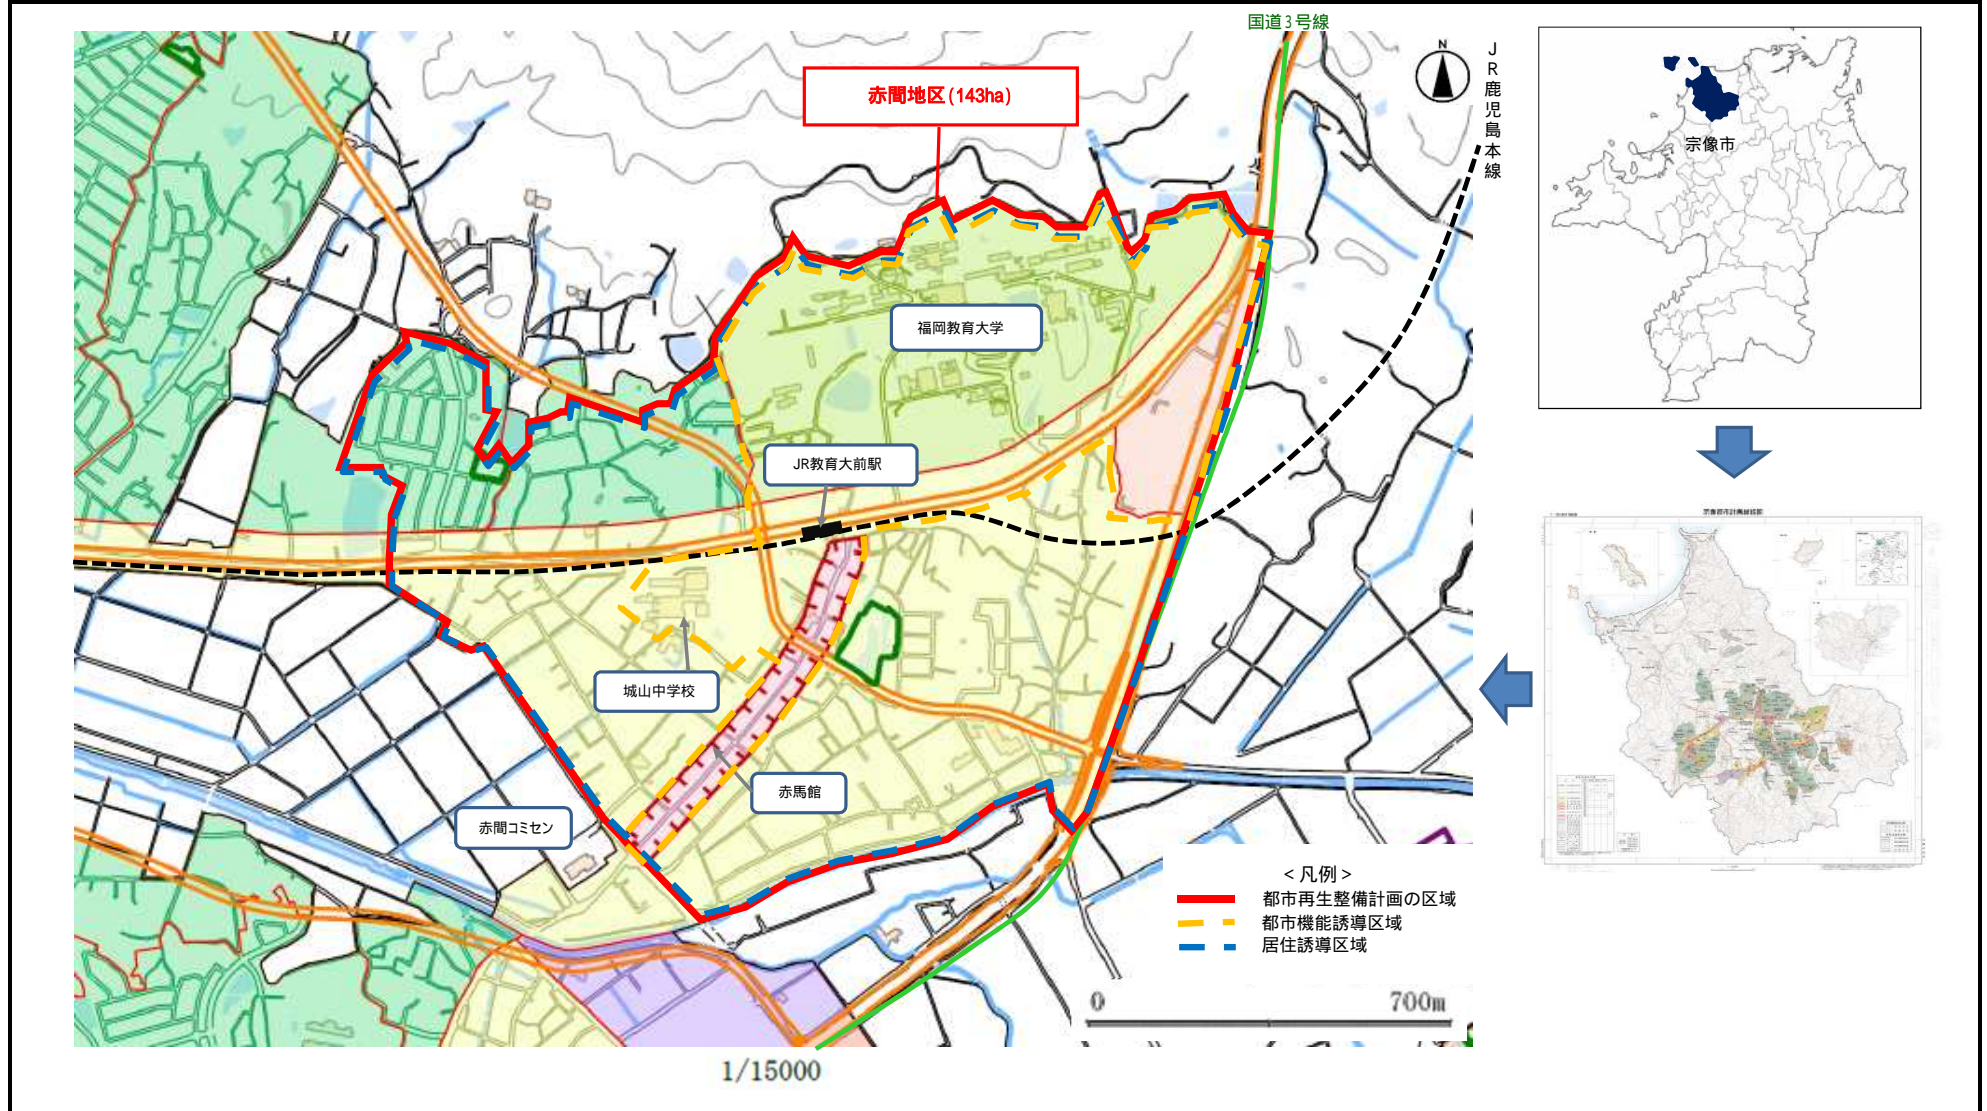 国道3号線
N
JR鹿児島本線
赤間地区(143ha)
福岡教育大学
JR教育大前駅
城山中学校
赤馬館
赤間コミセン
<凡例>
都市再生整備計画の区域
都市機能誘導区域
居住誘導区域
0 700m
1/15000
宗像市